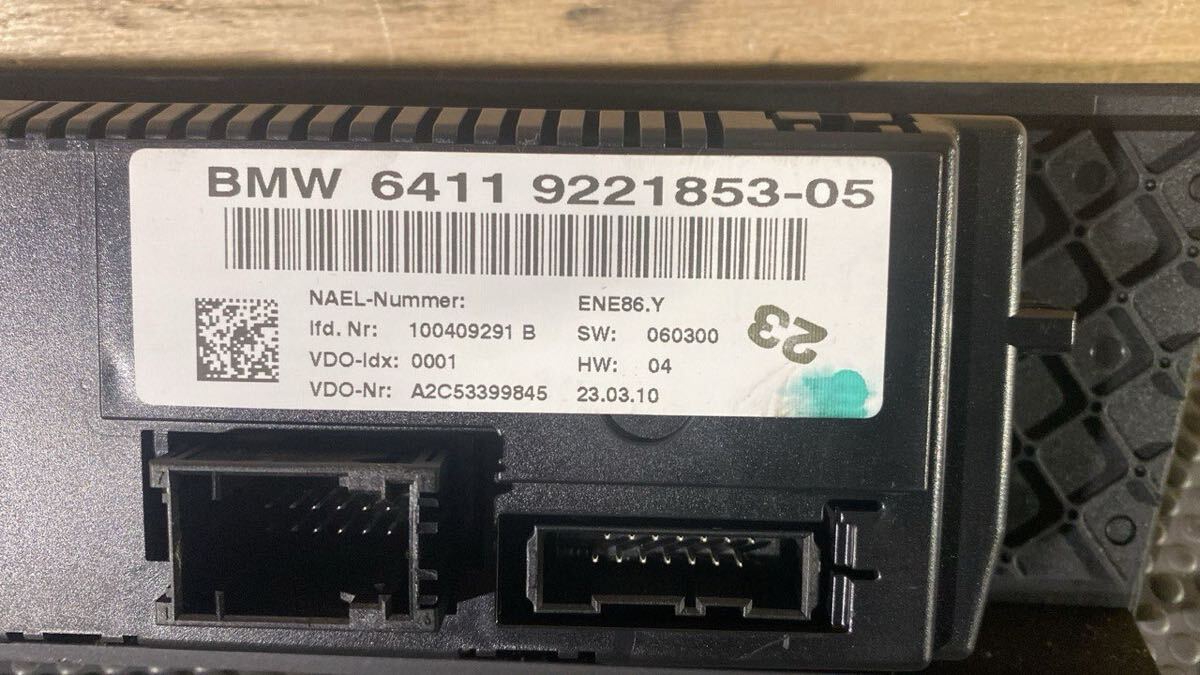 BMW 6411 9221853-05
NAEL-Nummer: ENE86.Y
lfd. Nr: 100409291 B SW: 060300
VDO-Idx: 0001 HW: 04
VDO-Nr: A2C53399845 23.03.10
23